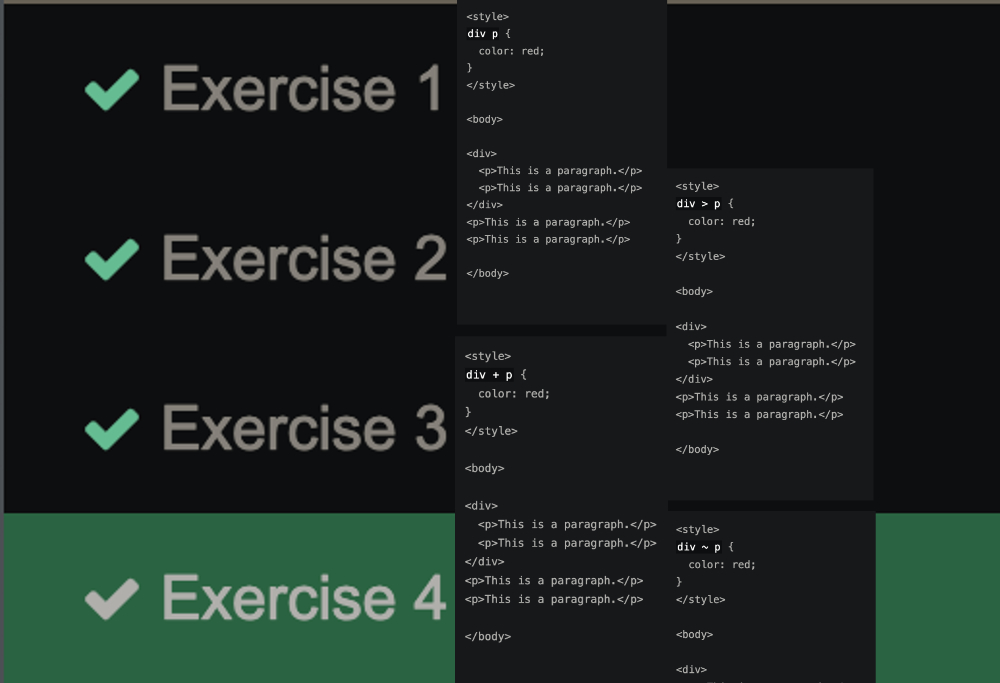 Exercise 1
Exercise 2
Exercise 3
Exercise 4
<style>
div p {
color: red;
}
</style>
<body>
<div>
<p>This is a paragraph.</p>
<p>This is a paragraph.</p>
</div>
<p>This is a paragraph.</p>
<p>This is a paragraph.</p>
</body>
<style>
div > p {
color: red;
}
</style>
<body>
<div>
<p>This is a paragraph.</p>
<p>This is a paragraph.</p>
</div>
<p>This is a paragraph.</p>
<p>This is a paragraph.</p>
</body>
<style>
div + p {
color: red;
}
</style>
<body>
<div>
<p>This is a paragraph.</p>
<p>This is a paragraph.</p>
</div>
<p>This is a paragraph.</p>
<p>This is a paragraph.</p>
</body>
<style>
div ~ p {
color: red;
}
</style>
<body>
<div>